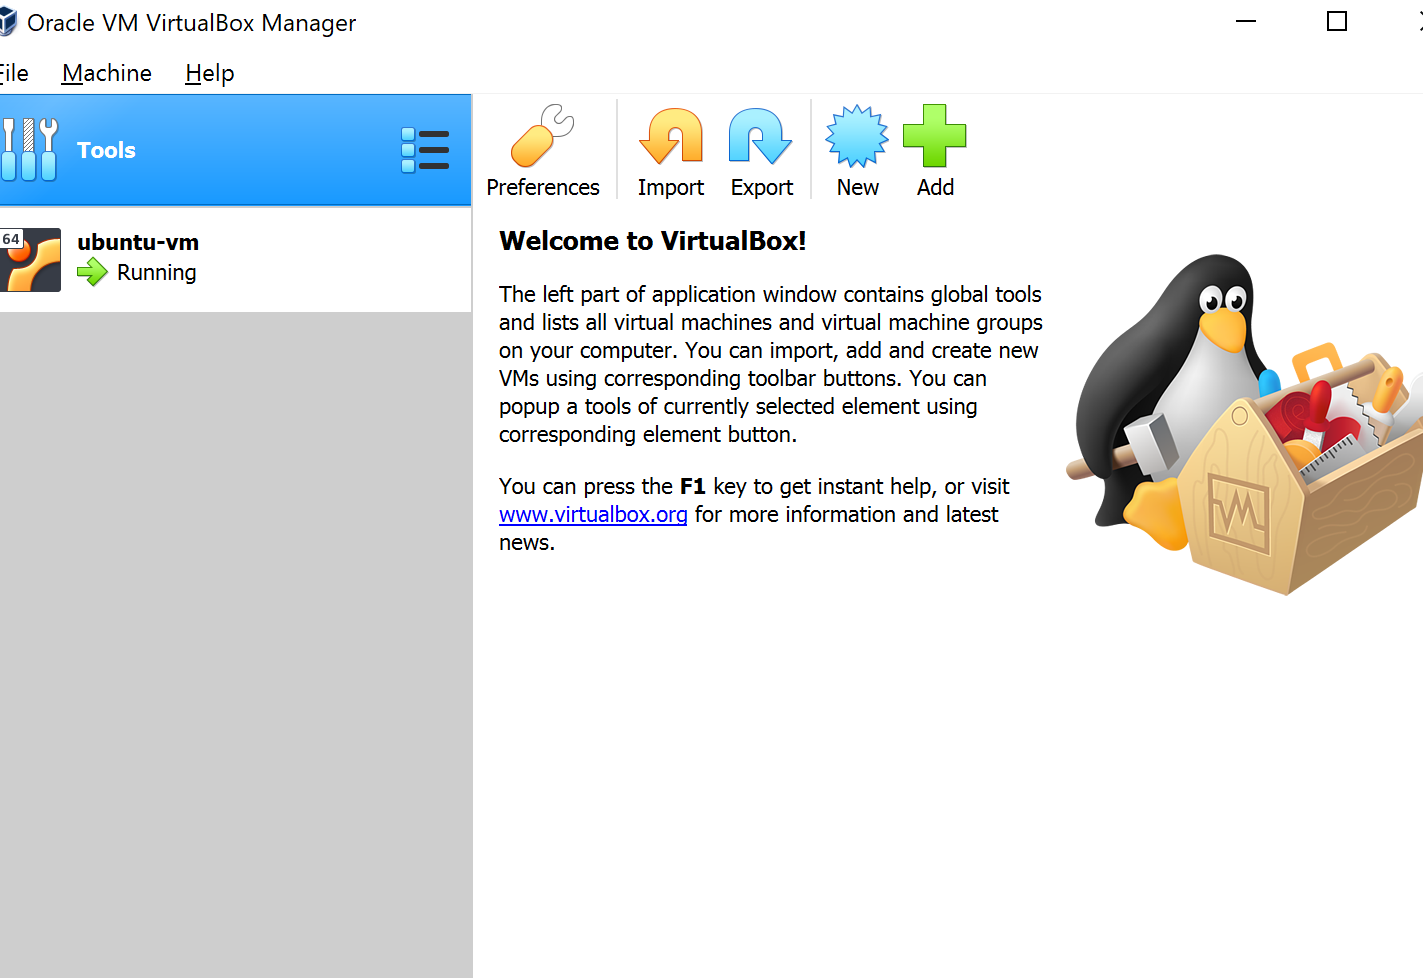 Oracle VM VirtualBox Manager
File Machine Help
Tools
Preferences Import Export New Add
64
ubuntu-vm
Running
Welcome to VirtualBox!
The left part of application window contains global tools
and lists all virtual machines and virtual machine groups
on your computer. You can import, add and create new
VMs using corresponding toolbar buttons. You can
popup a tools of currently selected element using
corresponding element button.
You can press the F1 key to get instant help, or visit
www.virtualbox.org for more information and latest
news.